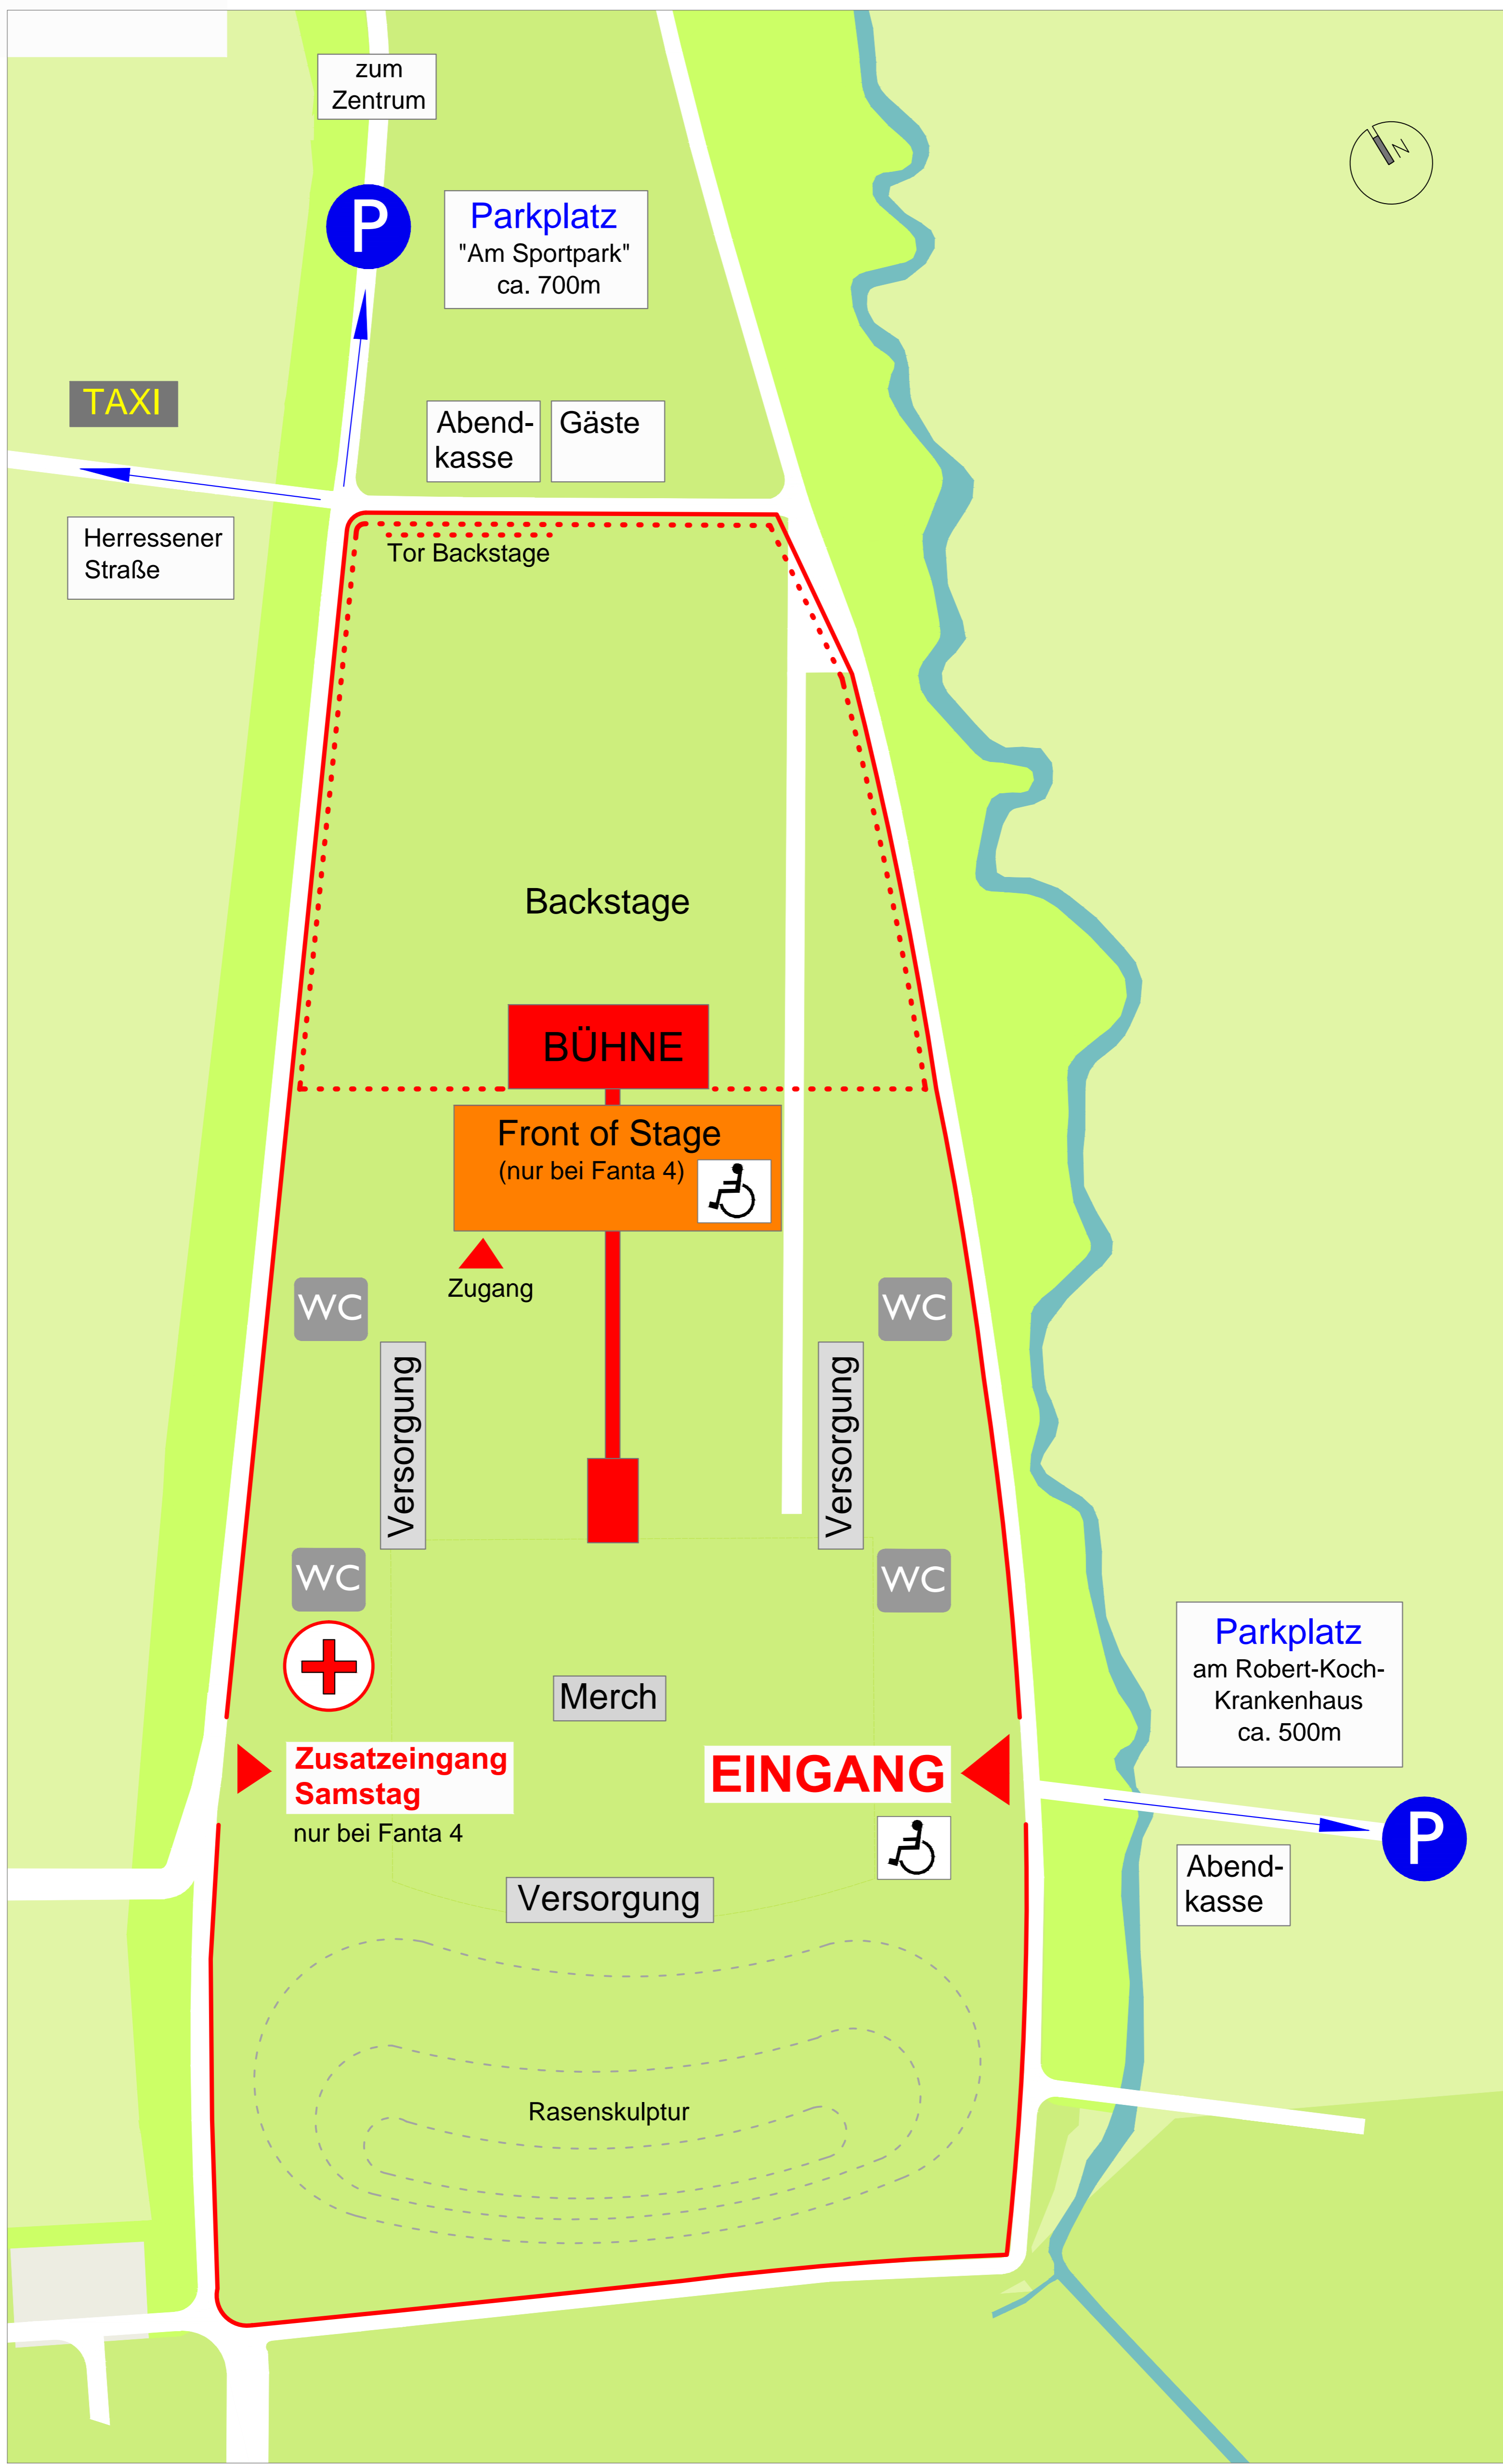 zum
Zentrum
P
Parkplatz
"Am Sportpark"
ca. 700m
N
TAXI
Abend-
kasse
Gäste
Herressener
Straße
Tor Backstage
Backstage
BÜHNE
Front of Stage
(nur bei Fanta 4)
Zugang
WC
WC
Versorgung
Versorgung
WC
WC
Parkplatz
am Robert-Koch-
Krankenhaus
ca. 500m
Merch
Zusatzeingang
Samstag
nur bei Fanta 4
EINGANG
P
Abend-
kasse
Versorgung
Rasenskulptur